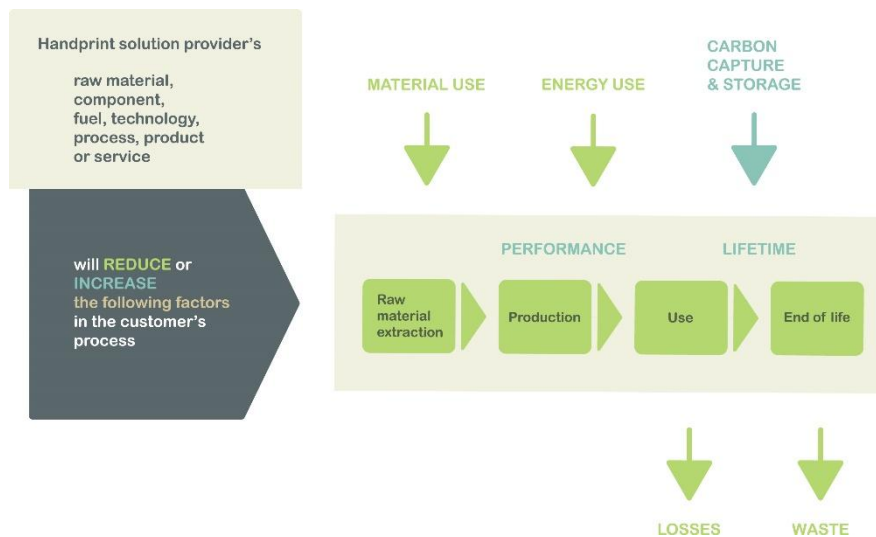 Handprint solution provider's
raw material,
component,
fuel, technology,
process, product
or service
will REDUCE or
INCREASE
the following factors
in the customer's
process
MATERIAL USE
ENERGY USE
CARBON
CAPTURE
& STORAGE
PERFORMANCE
LIFETIME
Raw
material
extraction
Production
Use
End of life
LOSSES
WASTE